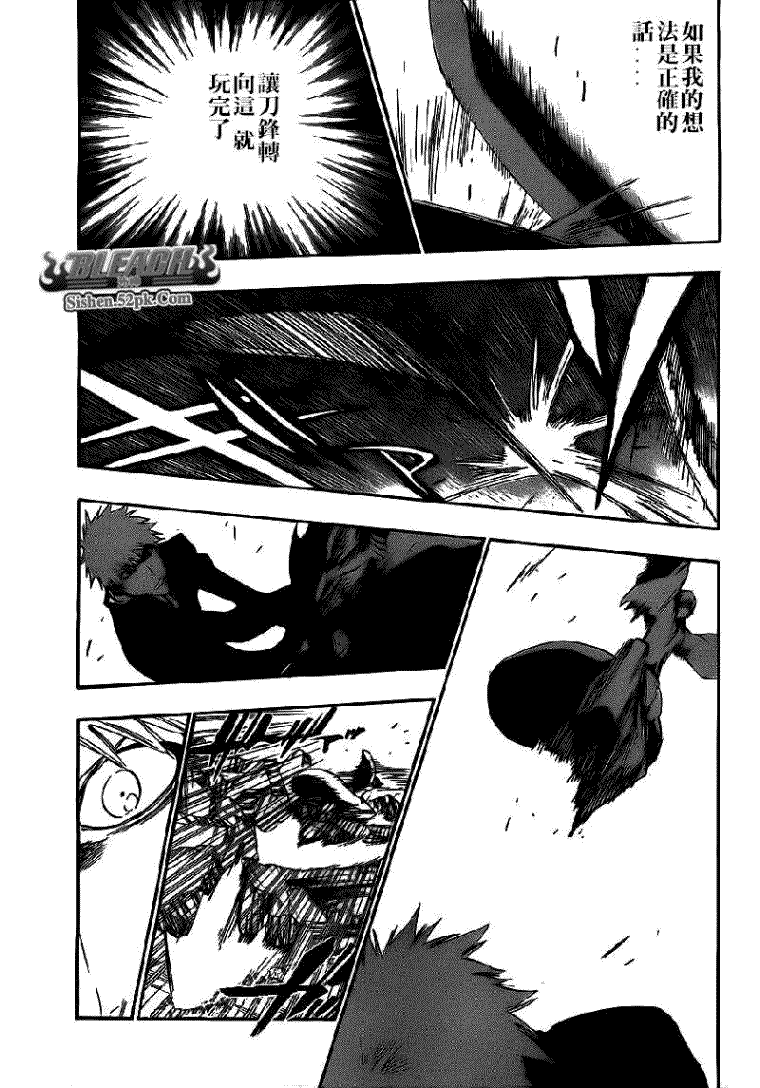 如果我的想
法是正確的
話....
讓刀鋒轉
向這 就
玩完了
BLEACH
Sishen.52pk.Com